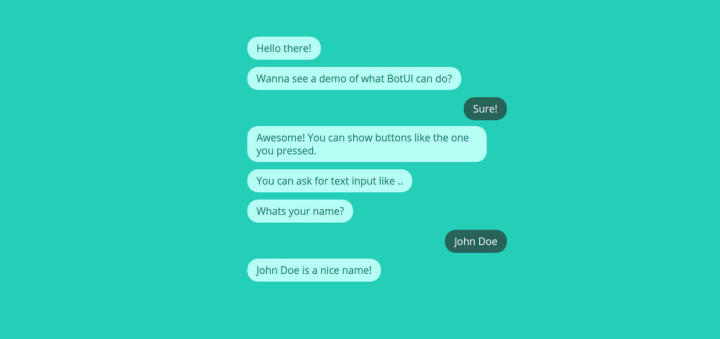 Hello there!
Wanna see a demo of what BotUI can do?
Sure!
Awesome! You can show buttons like the one
you pressed.
You can ask for text input like ..
Whats your name?
John Doe
John Doe is a nice name!